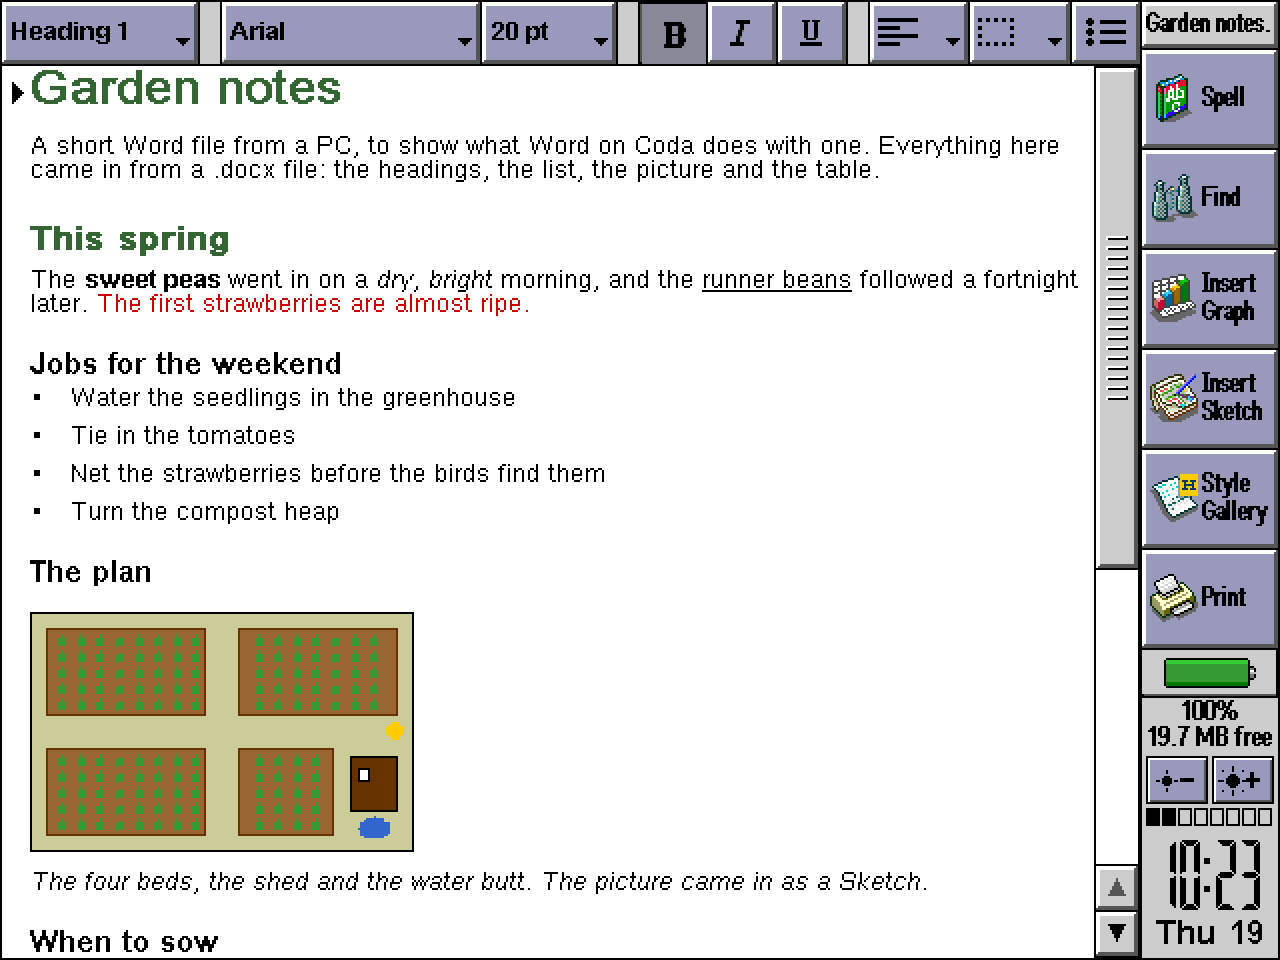 Heading 1 Arial 20 pt B I U Garden notes.
Garden notes
A short Word file from a PC, to show what Word on Coda does with one. Everything here
came in from a .docx file: the headings, the list, the picture and the table.
This spring
The sweet peas went in on a dry, bright morning, and the runner beans followed a fortnight
later. The first strawberries are almost ripe.
Jobs for the weekend
▪ Water the seedlings in the greenhouse
▪ Tie in the tomatoes
▪ Net the strawberries before the birds find them
▪ Turn the compost heap
The plan
The four beds, the shed and the water butt. The picture came in as a Sketch.
When to sow
Spell
Find
Insert
Graph
Insert
Sketch
H
Style
Gallery
Print
100%
19.7 MB free
10:23
Thu 19